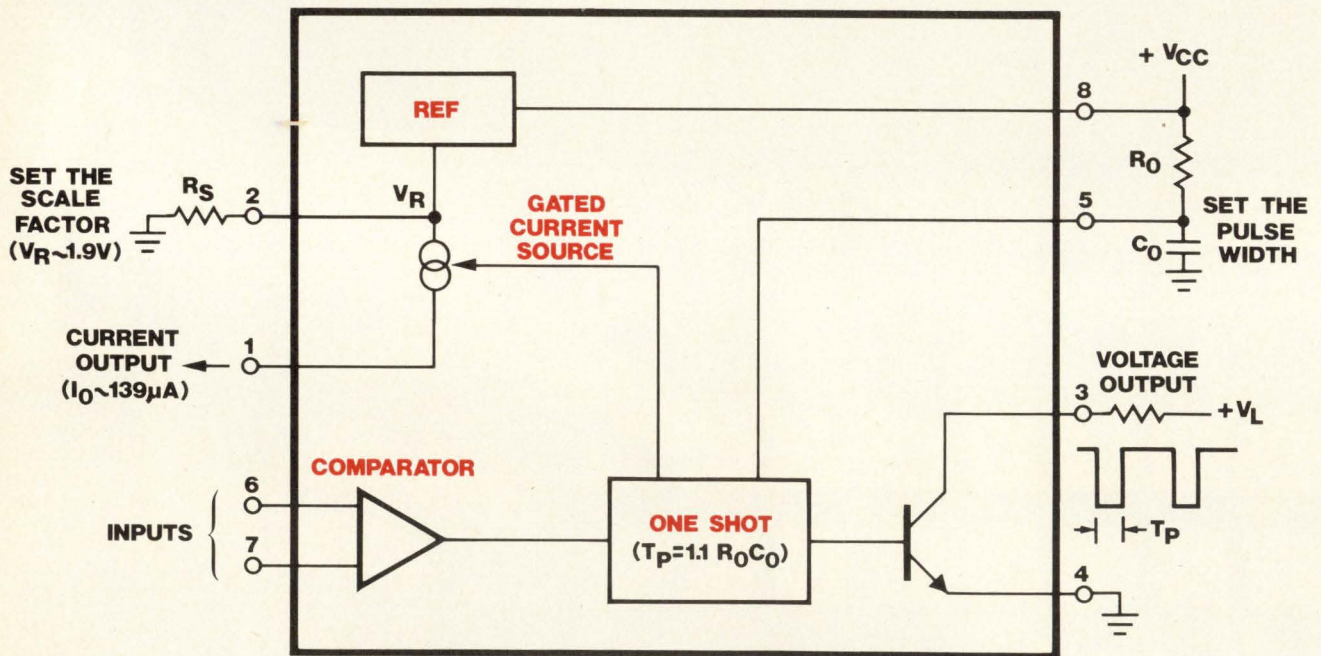 + VCC
8
REF
RO
SET THE
SCALE
FACTOR
(VR~1.9V)
RS
2
VR
GATED
CURRENT
SOURCE
5
CO
SET THE
PULSE
WIDTH
CURRENT
OUTPUT
(IO~139µA)
1
VOLTAGE
OUTPUT
3
+VL
COMPARATOR
INPUTS
6
7
ONE SHOT
(TP=1.1 ROCO)
TP
4